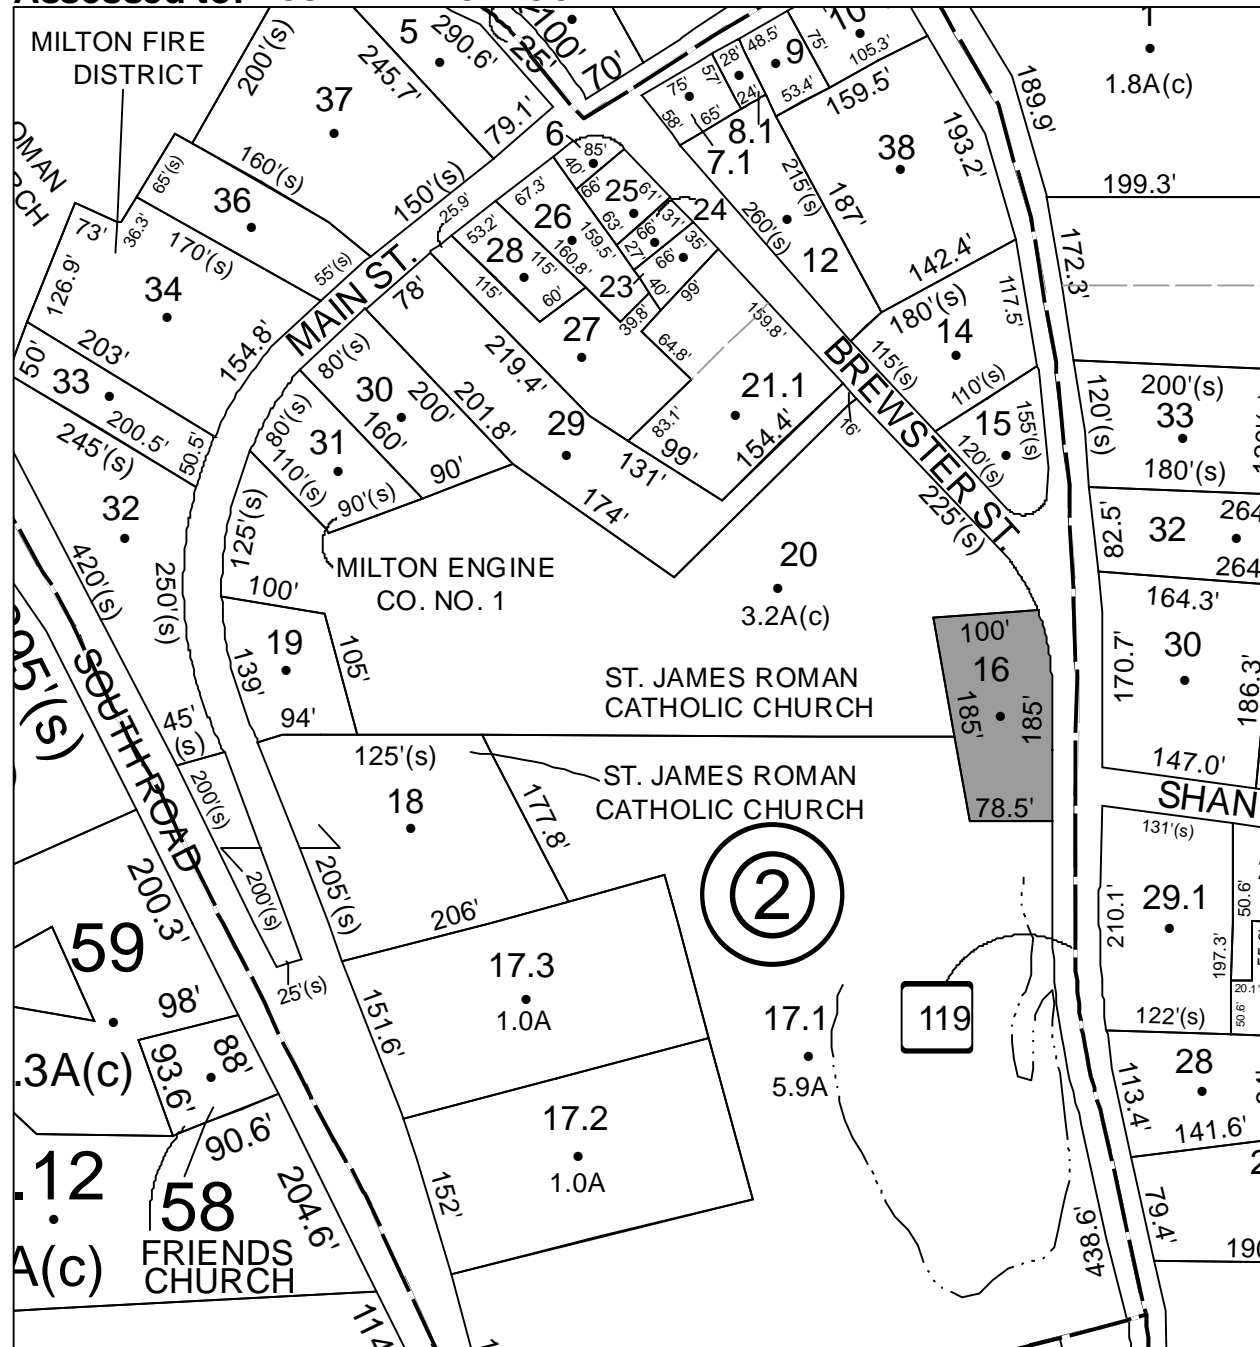 Assessed to:
MILTON FIRE
DISTRICT
200'(s)
5
290.6'
245.7'
25'
100'
70'
37
79.1'
10
28'
48.5'
9
75'
105.3'
75'
57'
24'
53.4'
58'
65'
8.1
7.1
159.5'
193.2'
38
189.9'
1
1.8A(c)
199.3'
65'(s)
160'(s)
36
150'(s)
6
85'
40'
66'
25
61'
24
215'(s)
187'
73'
36.3'
170'(s)
55'(s)
25.9'
67.3'
26
63'
31'
66'
35'
260'(s)
12
142.4'
172.3'
126.9'
34
53.2'
28
115'
159.5'
160.8'
27'
66'
23
40'
99'
39.8'
60'
115'
MAIN ST.
78'
154.8'
180'(s)
117.5'
14
50'
203'
33
27
64.8'
159.8'
115'(s)
110'(s)
BREWSTER ST.
80'(s)
30
200'
219.4'
201.8'
29
21.1
154.4'
16'
83.1'
99'
131'
174'
15
155'(s)
120'(s)
225'(s)
200'(s)
33
180'(s)
120'(s)
245'(s)
200.5'
50.5'
80'(s)
31
160'
110'(s)
90'(s)
90'
32
420'(s)
250'(s)
125'(s)
100'
MILTON ENGINE
CO. NO. 1
20
3.2A(c)
82.5'
32
264
264
164.3'
30
170.7'
186.3'
147.0'
SHAN
19
139'
105'
94'
ST. JAMES ROMAN
CATHOLIC CHURCH
100'
16
185'
185'
78.5'
95'(s)
SOUTH ROAD
45'
(s)
200'(s)
125'(s)
18
177.8'
ST. JAMES ROMAN
CATHOLIC CHURCH
205'(s)
200'(s)
206'
2
131'(s)
29.1
210.1'
197.3'
50.6'
20.1'
50.6'
122'(s)
200.3'
59
98'
25'(s)
17.3
1.0A
151.6'
17.1
5.9A
119
.3A(c)
93.6'
88'
90.6'
17.2
1.0A
152'
28
113.4'
141.6'
.12
A(c)
58
FRIENDS
CHURCH
204.6'
114
438.6'
79.4'
190